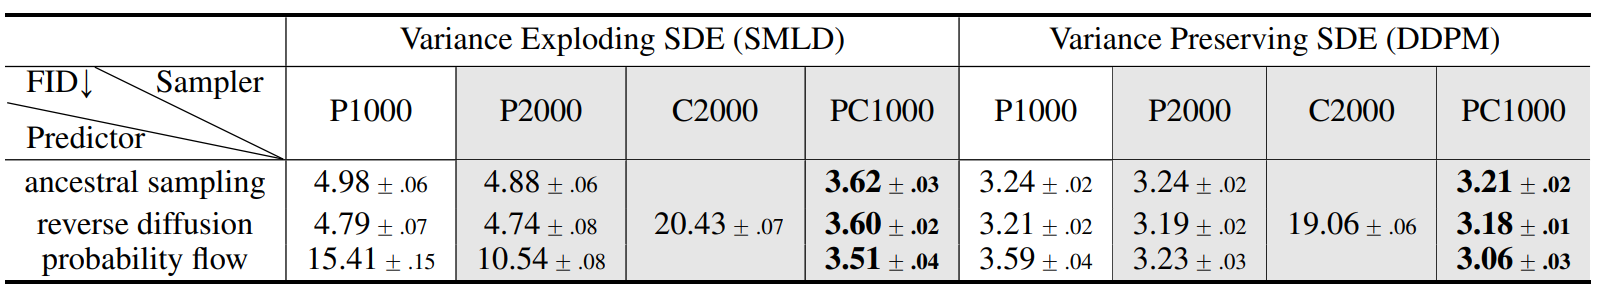 Variance Exploding SDE (SMLD) Variance Preserving SDE (DDPM)
FID↓ Sampler
P1000 P2000 C2000 PC1000 P1000 P2000 C2000 PC1000
Predictor
ancestral sampling 4.98 ± .06 4.88 ± .06 3.62 ± .03 3.24 ± .02 3.24 ± .02 3.21 ± .02
reverse diffusion 4.79 ± .07 4.74 ± .08 20.43 ± .07 3.60 ± .02 3.21 ± .02 3.19 ± .02 19.06 ± .06 3.18 ± .01
probability flow 15.41 ± .15 10.54 ± .08 3.51 ± .04 3.59 ± .04 3.23 ± .03 3.06 ± .03